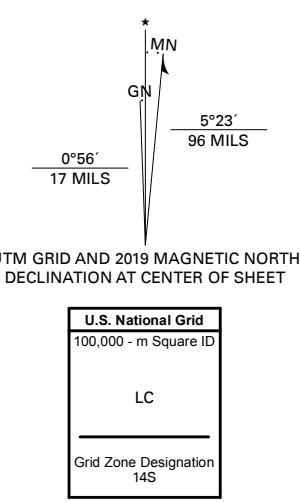 ★
MN
GN
5°23´
96 MILS
0°56´
17 MILS
UTM GRID AND 2019 MAGNETIC NORTH
DECLINATION AT CENTER OF SHEET
U.S. National Grid
100,000 - m Square ID
LC
Grid Zone Designation
14S